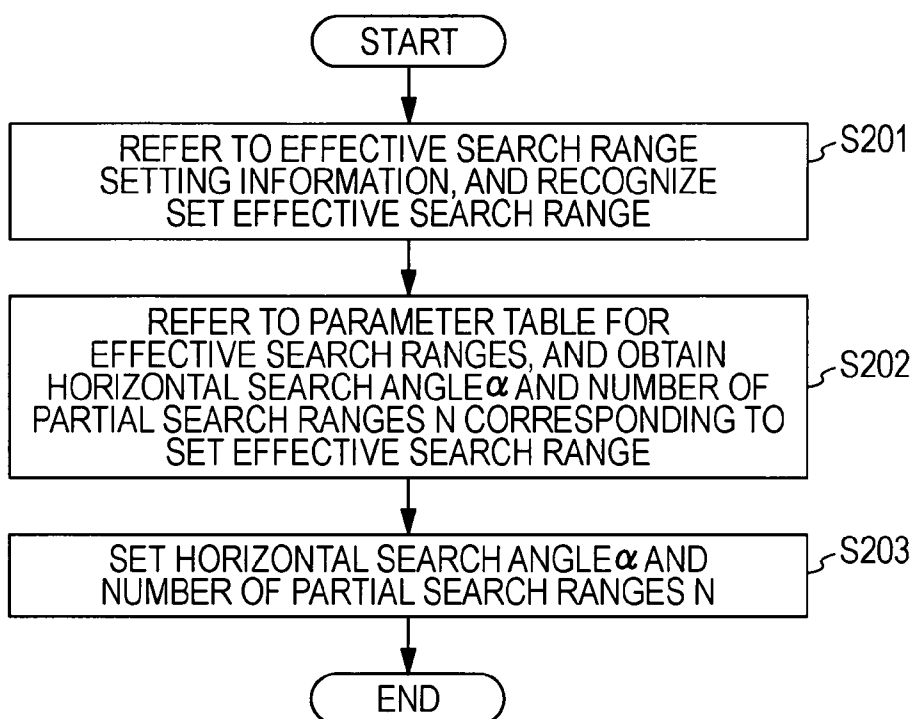 START
REFER TO EFFECTIVE SEARCH RANGE
SETTING INFORMATION, AND RECOGNIZE
SET EFFECTIVE SEARCH RANGE
S201
REFER TO PARAMETER TABLE FOR
EFFECTIVE SEARCH RANGES, AND OBTAIN
HORIZONTAL SEARCH ANGLE α AND NUMBER OF
PARTIAL SEARCH RANGES N CORRESPONDING TO
SET EFFECTIVE SEARCH RANGE
S202
SET HORIZONTAL SEARCH ANGLE α AND
NUMBER OF PARTIAL SEARCH RANGES N
S203
END